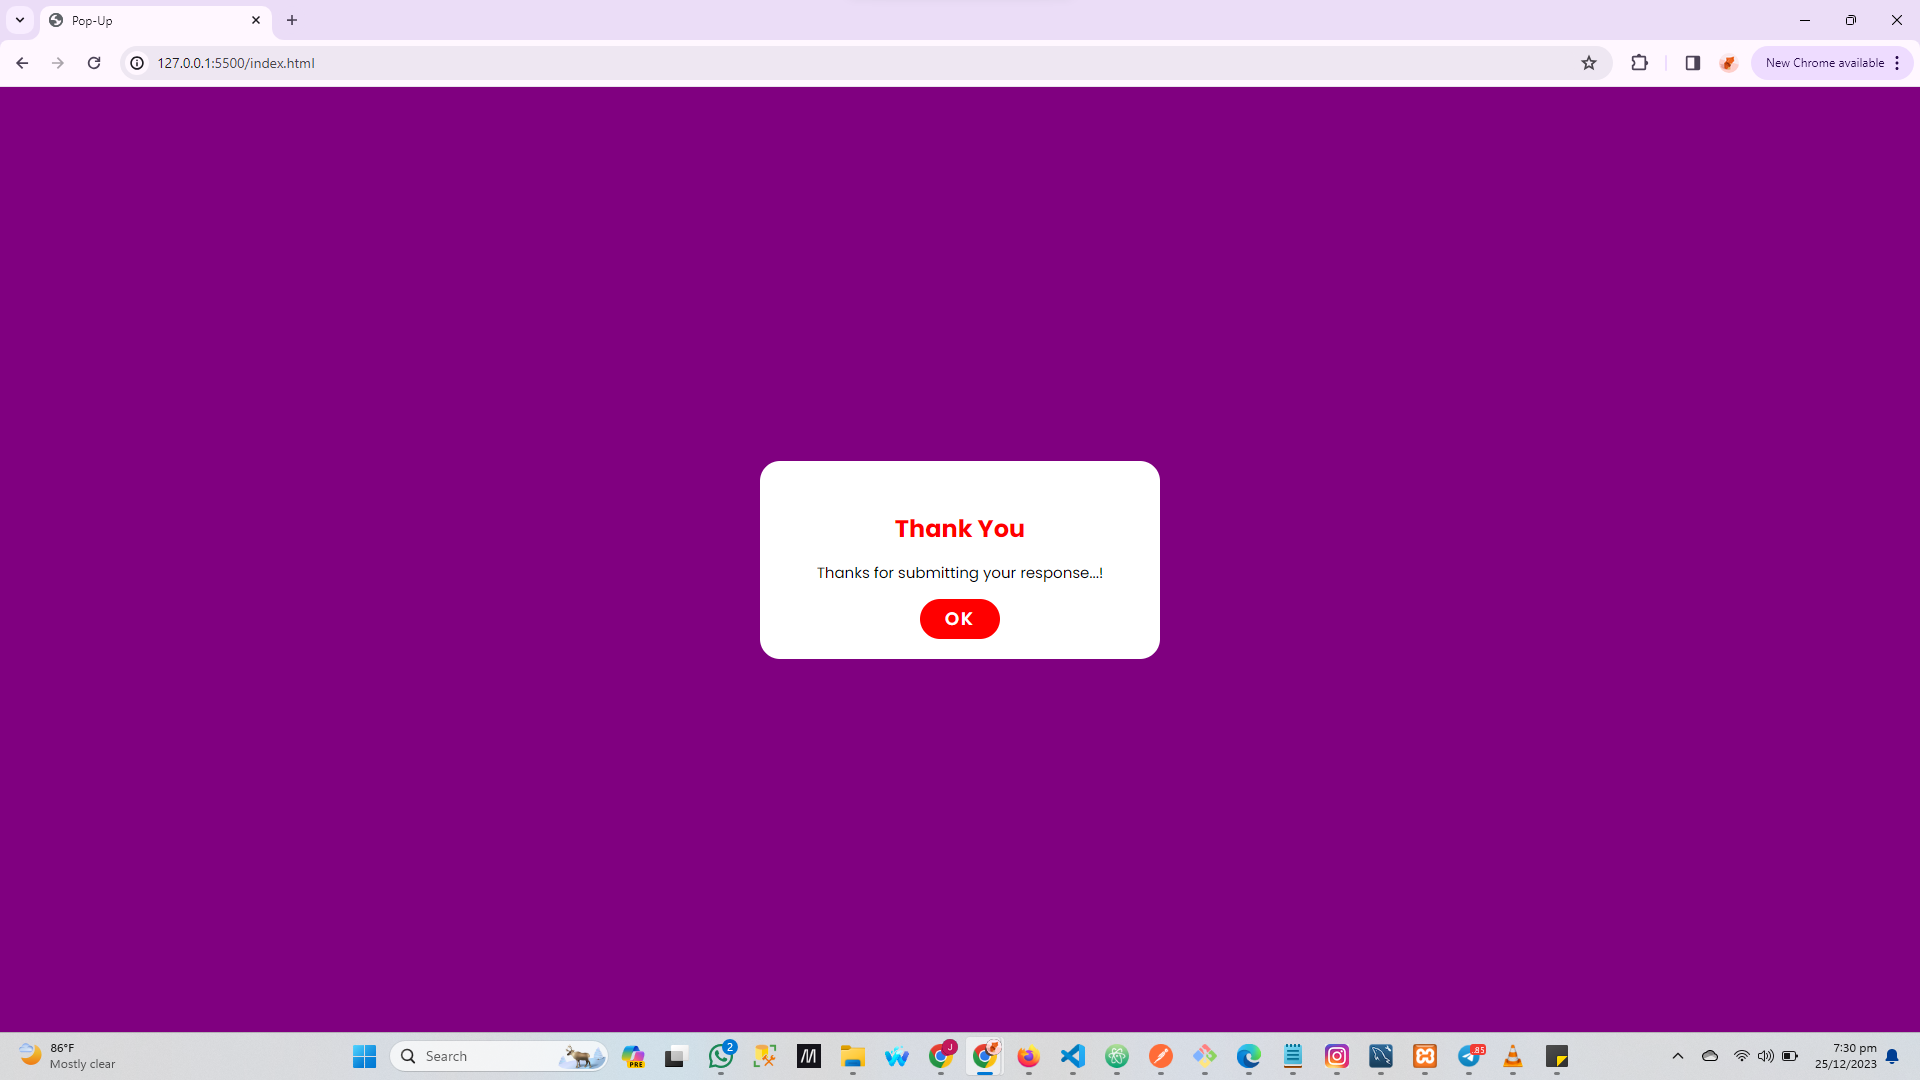 Pop-Up
127.0.0.1:5500/index.html
New Chrome available
Thank You
Thanks for submitting your response...!
OK
86°F
Mostly clear
Search
PRE
2
M
J
.85
7:30 pm
25/12/2023